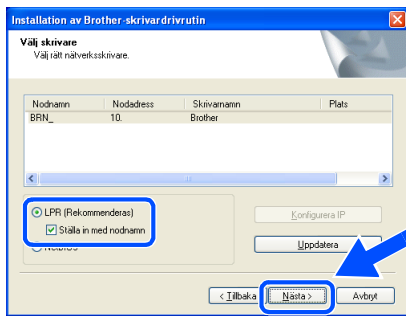 Installation av Brother-skrivardrivrutin
Välj skrivare
Välj rätt nätverksskrivare.
Nodnamn Nodadress Skrivarnamn Plats
BRN_ 10. Brother
LPR (Rekommenderas)
Ställa in med nodnamn
NetBIOS
Konfigurera IP
Uppdatera
< Tillbaka Nästa > Avbryt